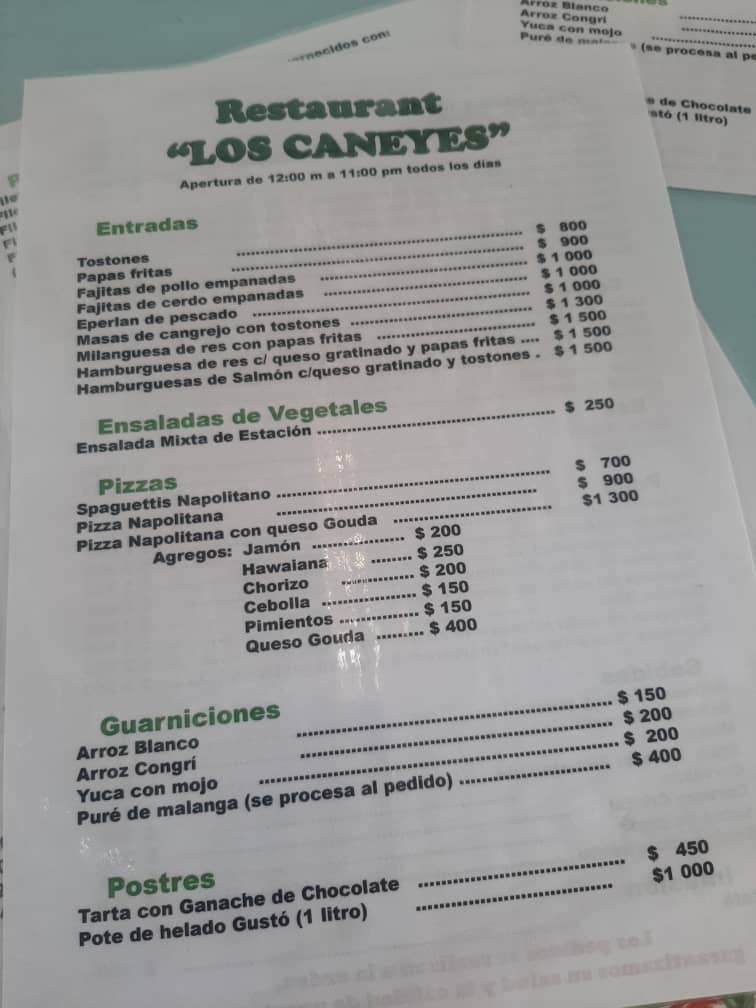 Arroz Blanco
Arroz Congrí
Yuca con mojo
Puré de (se procesa al
de Chocolate
(1 litro)
con:
Restaurant
“LOS CANEYES”
Apertura de 12:00 m a 11:00 pm todos los días
Entradas
Tostones ........ $ 800
Papas fritas ........ $ 900
Fajitas de pollo empanadas ........ $ 1 000
Fajitas de cerdo empanadas ........ $ 1 000
Eperlan de pescado ........ $ 1 000
Masas de cangrejo con tostones ........ $ 1 300
Milanguesa de res con papas fritas ........ $ 1 500
Hamburguesa de res c/ queso gratinado y papas fritas .... $ 1 500
Hamburguesas de Salmón c/queso gratinado y tostones . $ 1 500
Ensaladas de Vegetales
Ensalada Mixta de Estación ........ $ 250
Pizzas
Spaguettis Napolitano ........ $ 700
Pizza Napolitana ........ $ 900
Pizza Napolitana con queso Gouda ........ $1 300
Agregos: Jamón ........ $ 200
Hawaiana ........ $ 250
Chorizo ........ $ 200
Cebolla ........ $ 150
Pimientos ........ $ 150
Queso Gouda ........ $ 400
Guarniciones
Arroz Blanco ........ $ 150
Arroz Congrí ........ $ 200
Yuca con mojo ........ $ 200
Puré de malanga (se procesa al pedido) ........ $ 400
Postres
Tarta con Ganache de Chocolate ........ $ 450
Pote de helado Gustó (1 litro) ........ $1 000